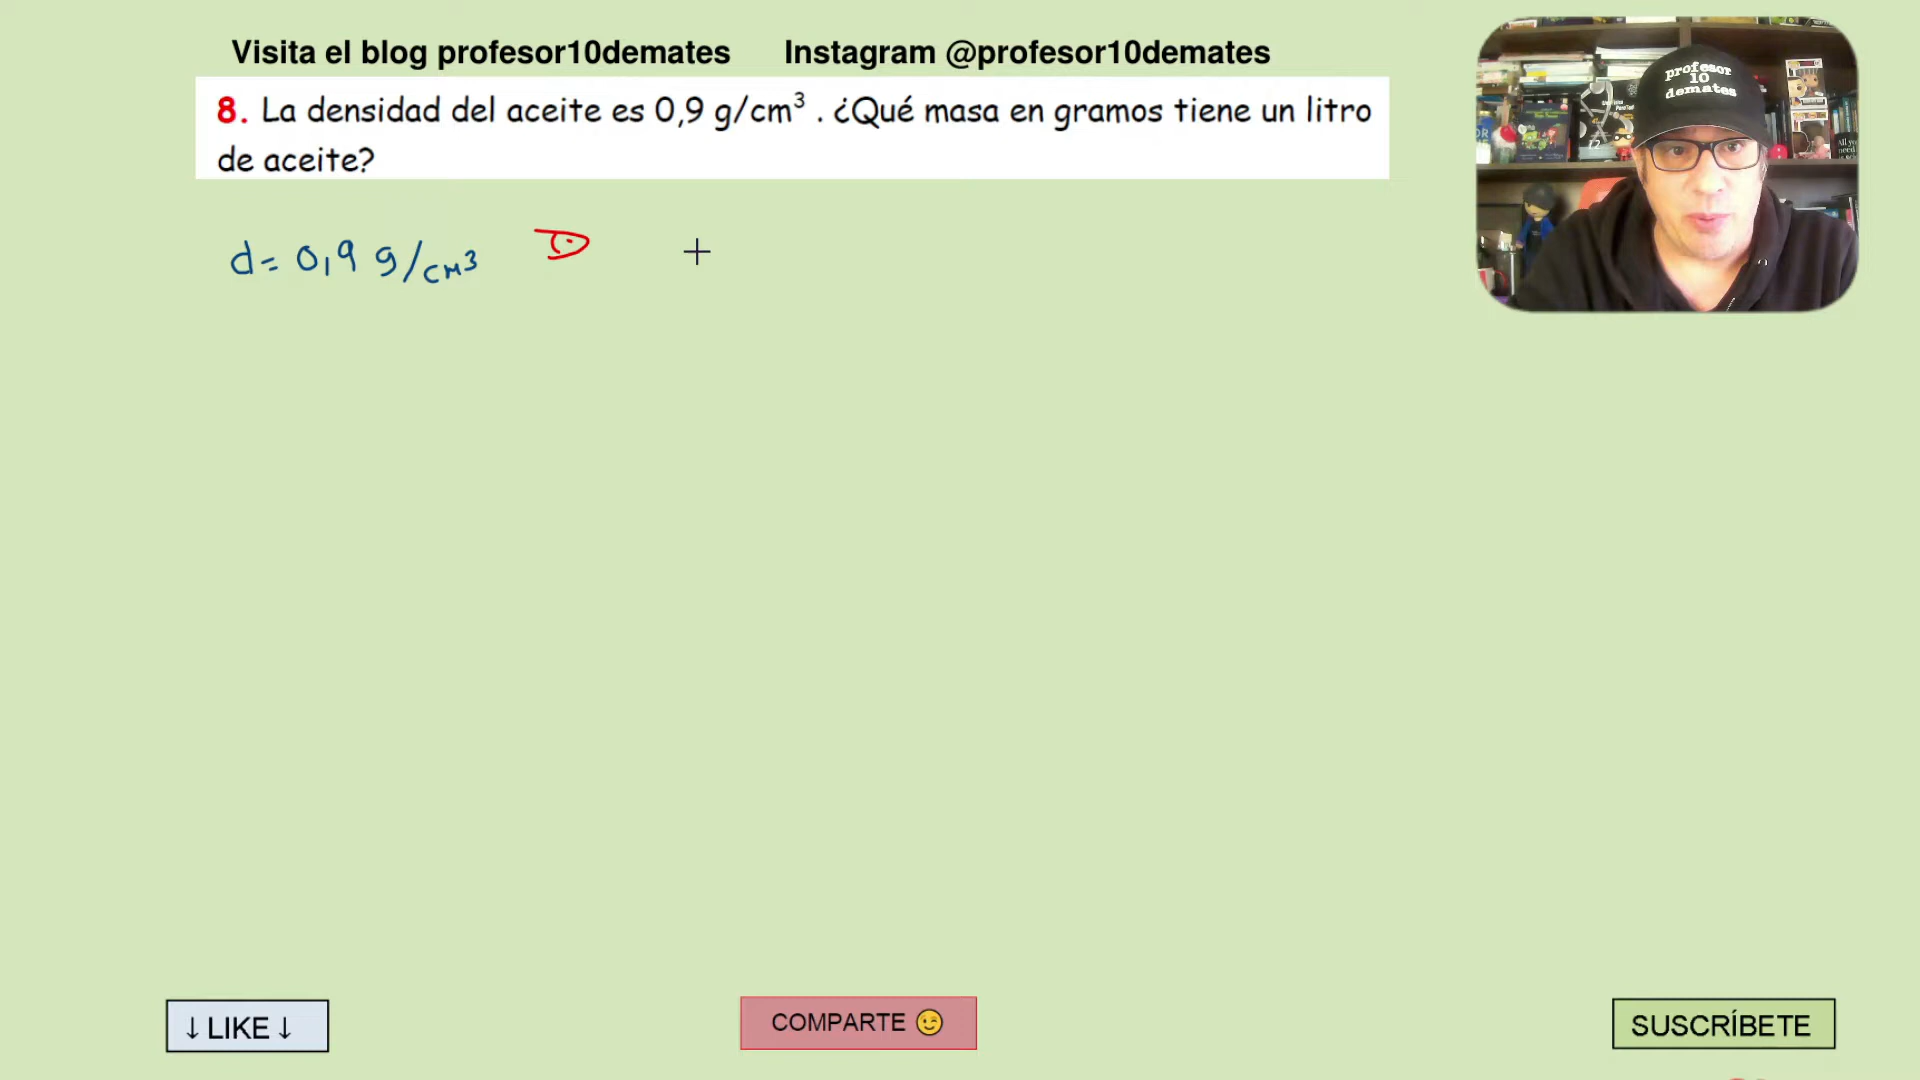 Visita el blog profesor10demates Instagram @profesor10demates
8. La densidad del aceite es 0,9 g/cm³ . ¿Qué masa en gramos tiene un litro
de aceite?
d = 0,9 g/cm³
profesor
10
demates
↓ LIKE ↓
COMPARTE 😉
SUSCRÍBETE